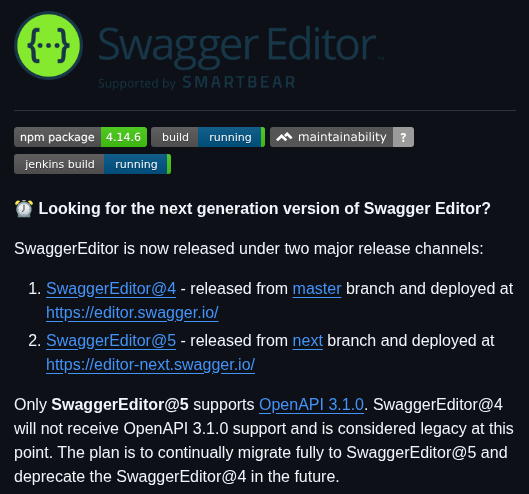 {···} Swagger Editor™
Supported by SMARTBEAR
npm package 4.14.6 build running maintainability ?
jenkins build running
⏰ Looking for the next generation version of Swagger Editor?
SwaggerEditor is now released under two major release channels:
1. SwaggerEditor@4 - released from master branch and deployed at
https://editor.swagger.io/
2. SwaggerEditor@5 - released from next branch and deployed at
https://editor-next.swagger.io/
Only SwaggerEditor@5 supports OpenAPI 3.1.0. SwaggerEditor@4
will not receive OpenAPI 3.1.0 support and is considered legacy at this
point. The plan is to continually migrate fully to SwaggerEditor@5 and
deprecate the SwaggerEditor@4 in the future.